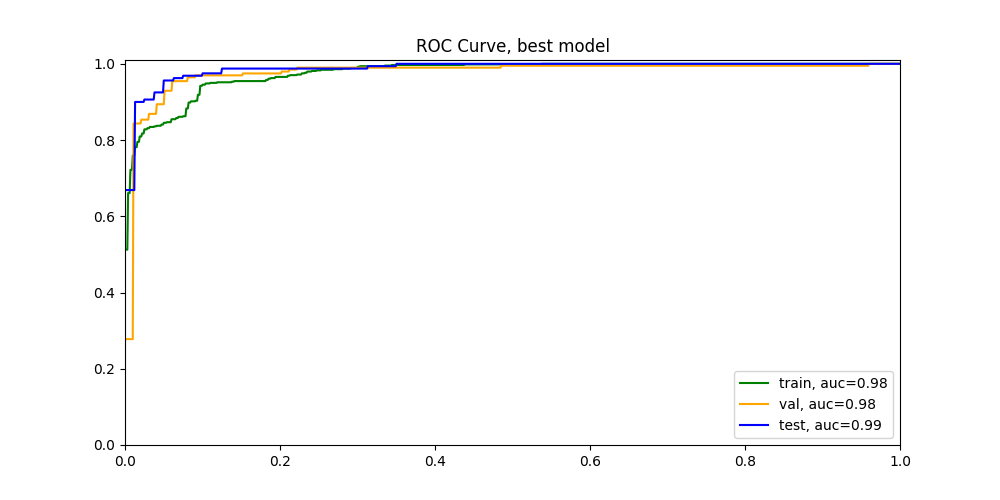 ROC Curve, best model
1.0
0.8
0.6
0.4
0.2
0.0
train, auc=0.98
val, auc=0.98
test, auc=0.99
0.0 0.2 0.4 0.6 0.8 1.0